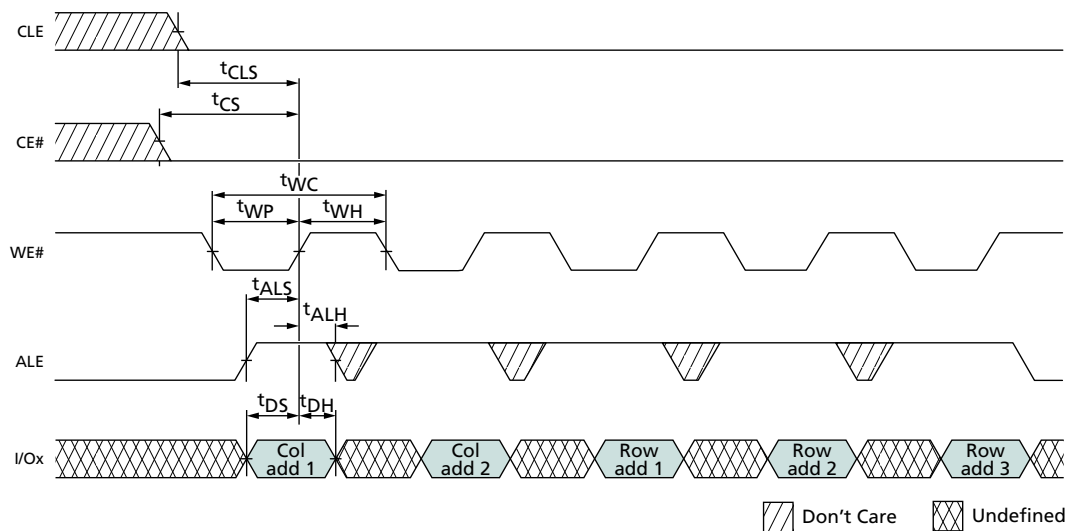 CLE
tCLS
tCS
CE#
tWC
tWP
tWH
WE#
tALS
tALH
ALE
tDS
tDH
I/Ox
Col
add 1
Col
add 2
Row
add 1
Row
add 2
Row
add 3
Don't Care
Undefined